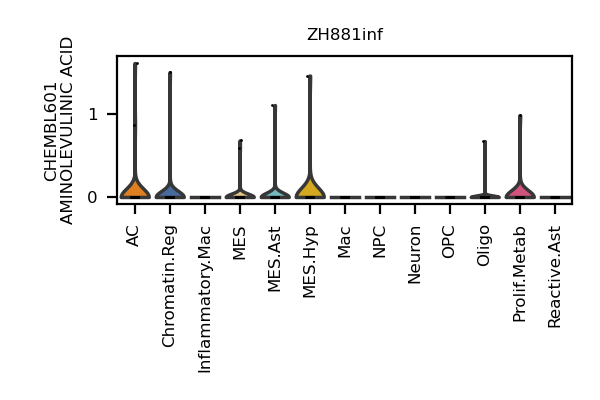 ZH881inf
CHEMBL601
AMINOLEVULINIC ACID
1
0
AC
Chromatin.Reg
Inflammatory.Mac
MES
MES.Ast
MES.Hyp
Mac
NPC
Neuron
OPC
Oligo
Prolif.Metab
Reactive.Ast